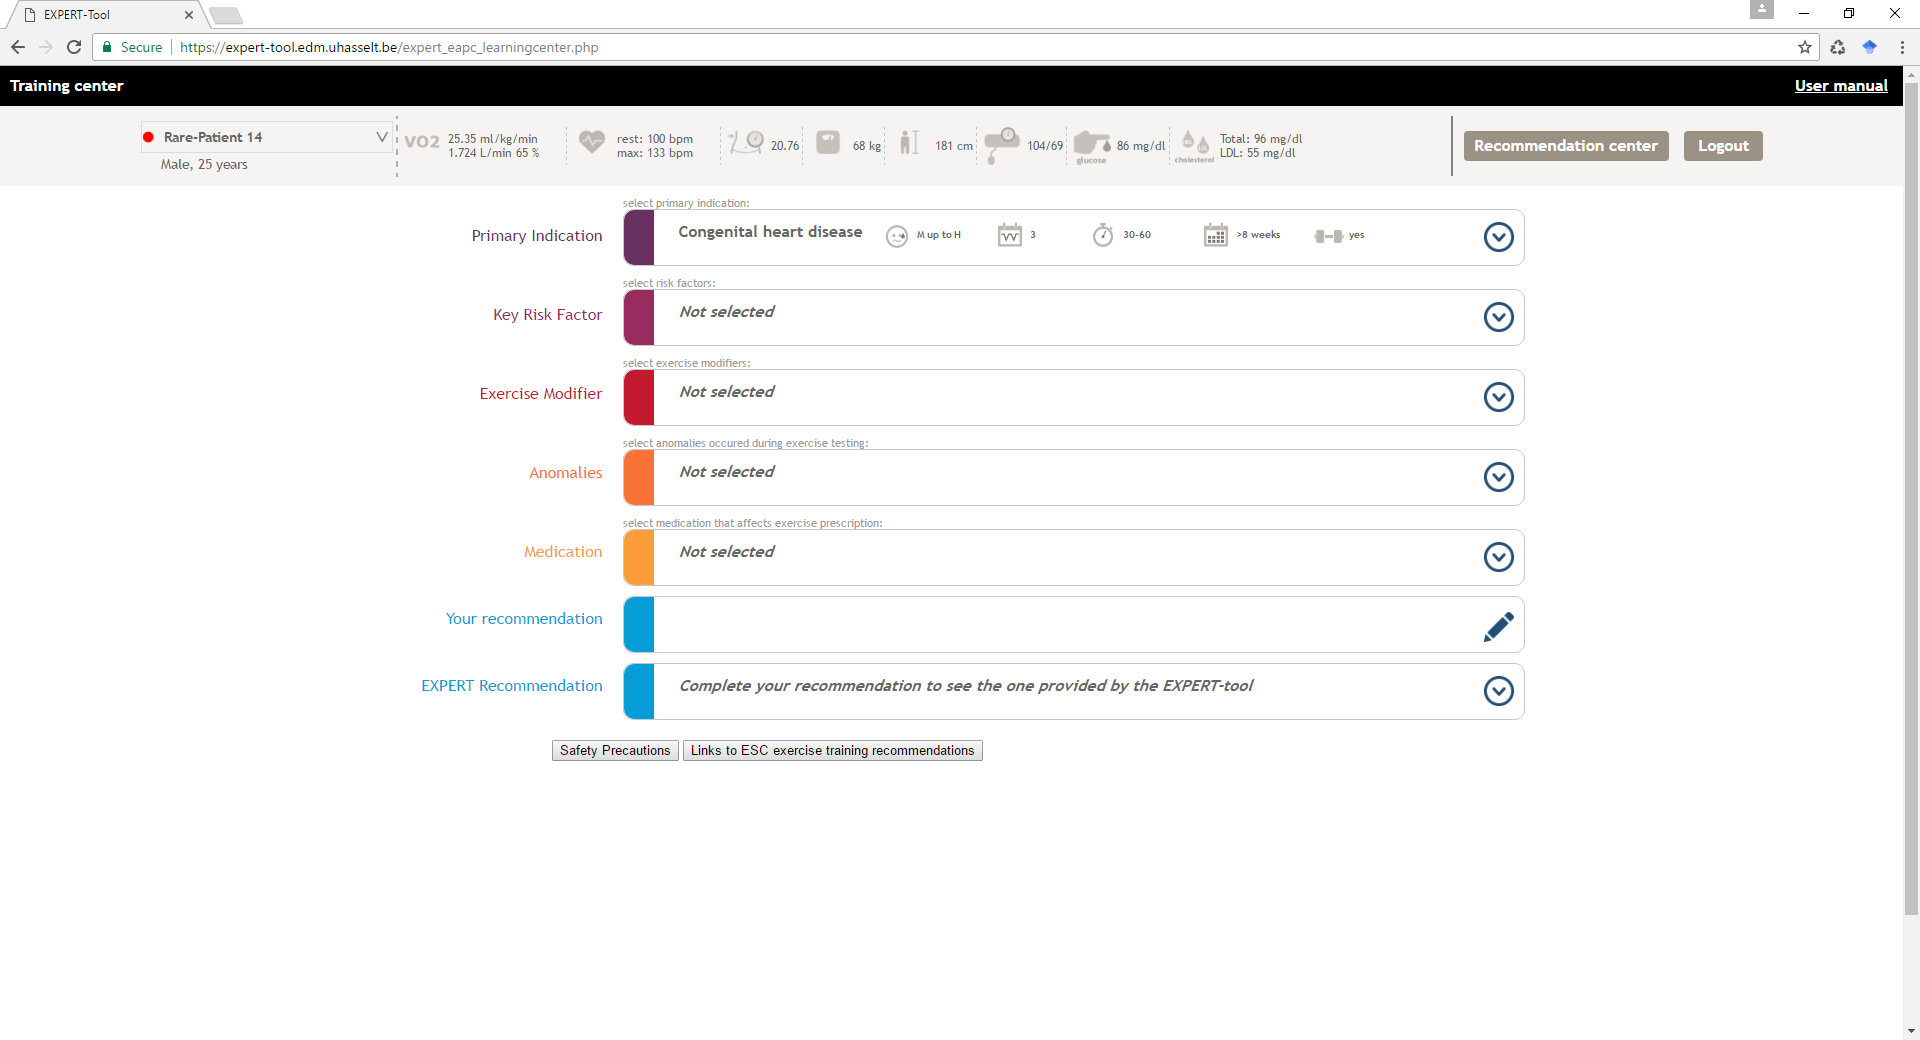 EXPERT-Tool
Secure https://expert-tool.edm.uhasselt.be/expert_eapc_learningcenter.php
Training center
User manual
Rare-Patient 14
Male, 25 years
VO2
25.35 ml/kg/min
1.724 L/min 65 %
rest: 100 bpm
max: 133 bpm
20.76
68 kg
181 cm
104/69
glucose
86 mg/dl
cholesterol
Total: 96 mg/dl
LDL: 55 mg/dl
Recommendation center
Logout
select primary indication:
Primary Indication
Congenital heart disease
M up to H
3
30-60
>8 weeks
yes
select risk factors:
Key Risk Factor
Not selected
select exercise modifiers:
Exercise Modifier
Not selected
select anomalies occured during exercise testing:
Anomalies
Not selected
select medication that affects exercise prescription:
Medication
Not selected
Your recommendation
EXPERT Recommendation
Complete your recommendation to see the one provided by the EXPERT-tool
Safety Precautions
Links to ESC exercise training recommendations